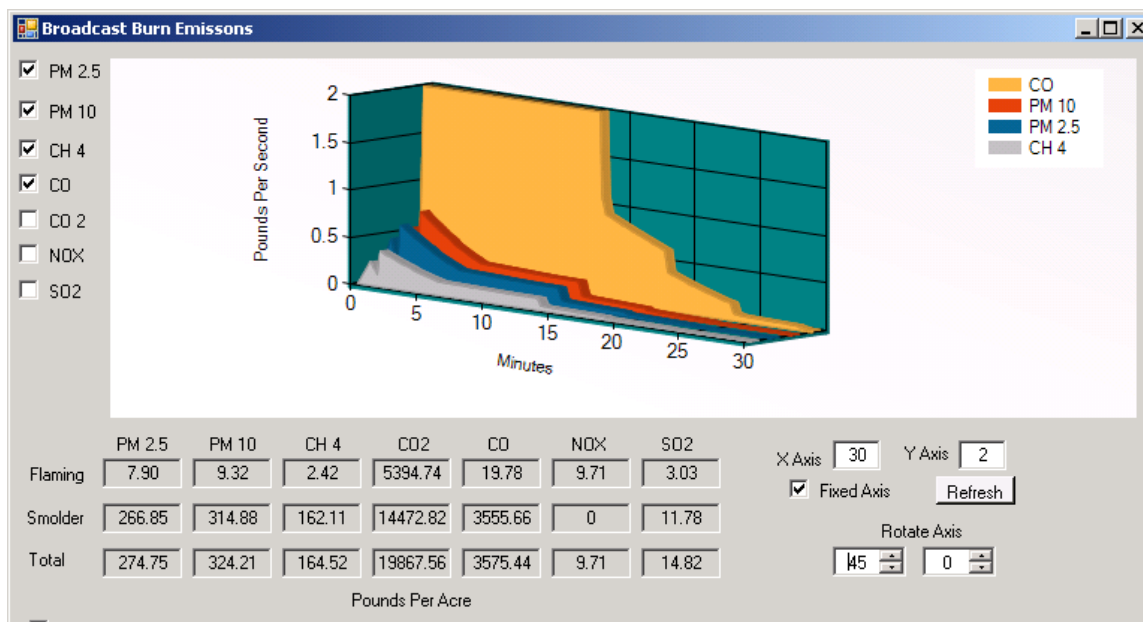 Broadcast Burn Emissons
PM 2.5
PM 10
CH 4
CO
CO 2
NOX
SO2
Pounds Per Second
2
1.5
1
0.5
0
0
5
10
15
20
25
30
Minutes
CO
PM 10
PM 2.5
CH 4
PM 2.5 PM 10 CH 4 CO2 CO NOX SO2
Flaming 7.90 9.32 2.42 5394.74 19.78 9.71 3.03
Smolder 266.85 314.88 162.11 14472.82 3555.66 0 11.78
Total 274.75 324.21 164.52 19867.56 3575.44 9.71 14.82
Pounds Per Acre
X Axis 30 Y Axis 2
Fixed Axis Refresh
Rotate Axis
45 0